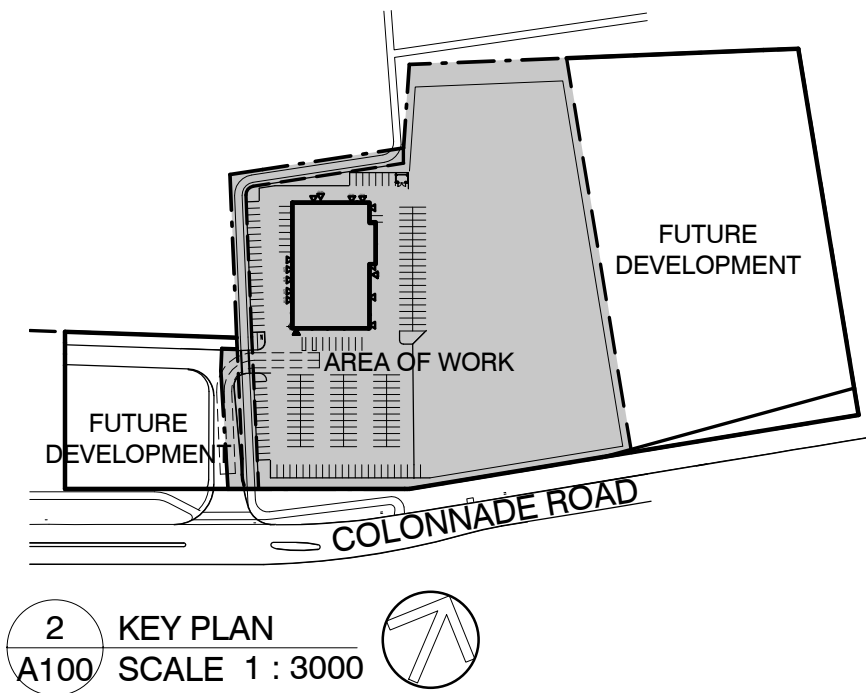 FUTURE
DEVELOPMENT
AREA OF WORK
FUTURE
DEVELOPMENT
COLONNADE ROAD
2
A100
KEY PLAN
SCALE 1 : 3000